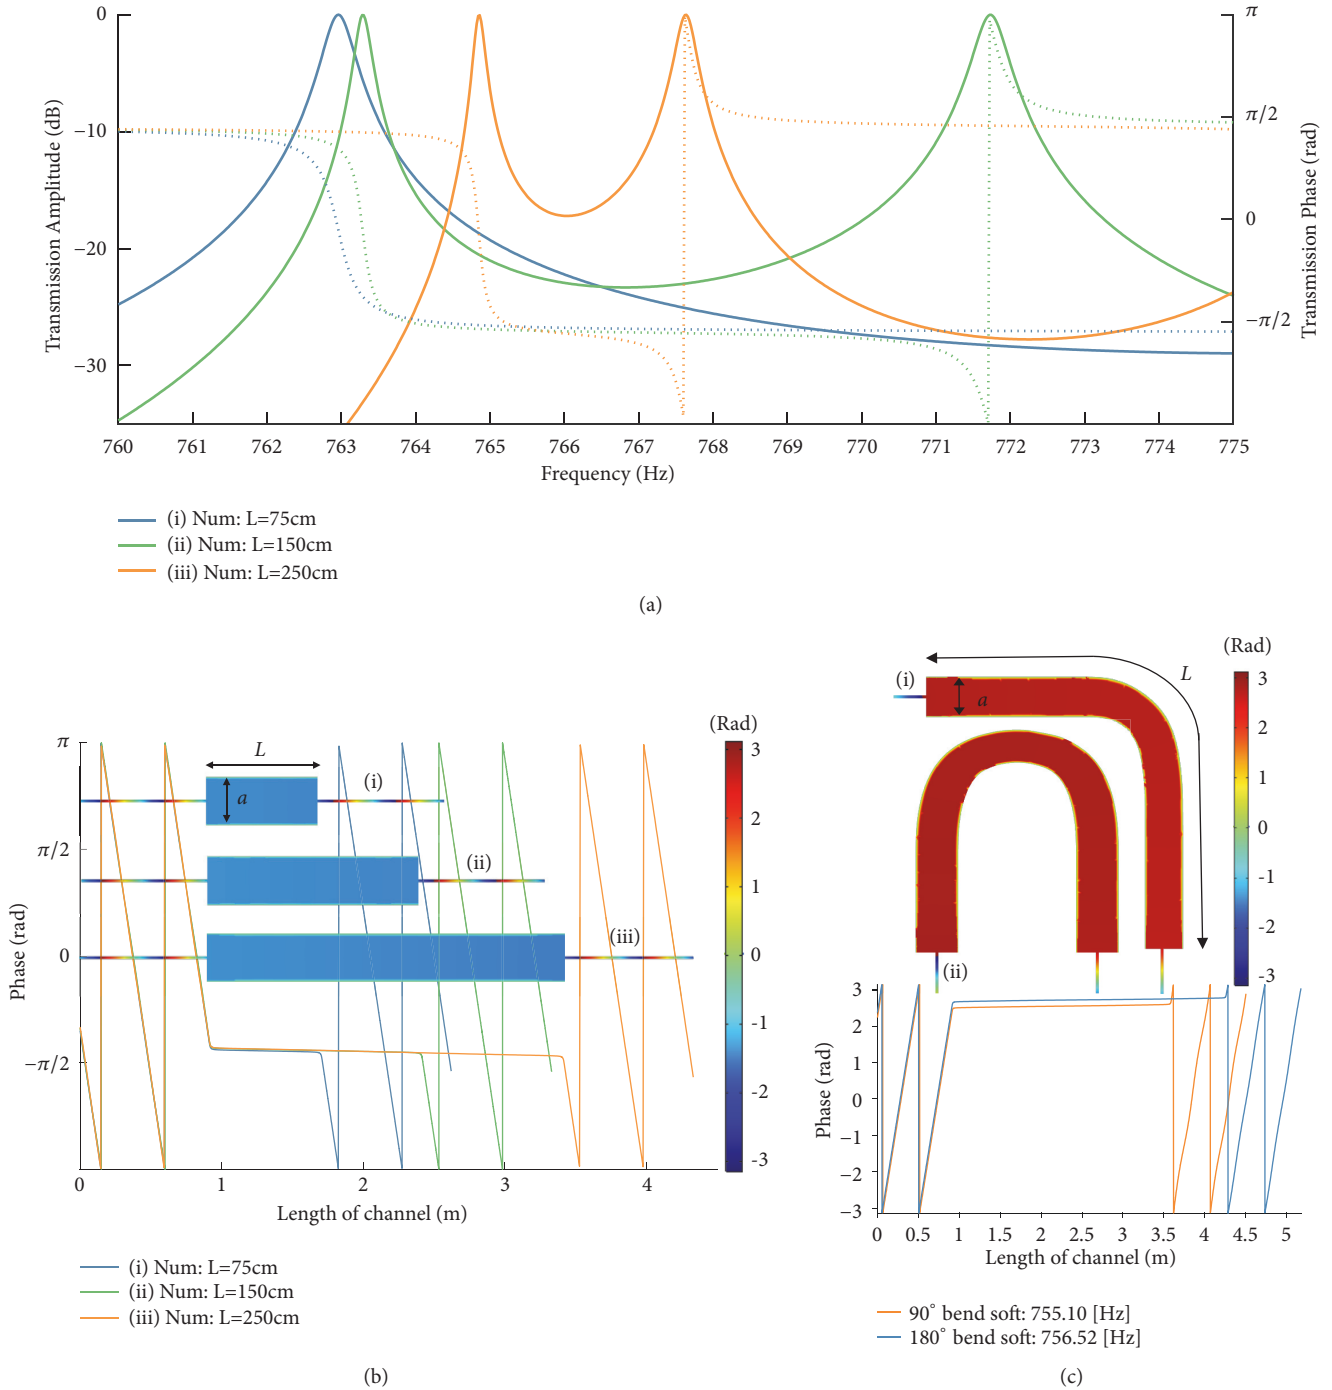 0
−10
−20
−30
Transmission Amplitude (dB)
π
π/2
0
−π/2
Transmission Phase (rad)
760 761 762 763 764 765 766 767 768 769 770 771 772 773 774 775
Frequency (Hz)
(i) Num: L=75cm
(ii) Num: L=150cm
(iii) Num: L=250cm
(a)
π
π/2
0
−π/2
Phase (rad)
L
a
(i)
(ii)
(iii)
(Rad)
3
2
1
0
-1
-2
-3
0 1 2 3 4
Length of channel (m)
(i) Num: L=75cm
(ii) Num: L=150cm
(iii) Num: L=250cm
(b)
(i)
a
L
(ii)
(Rad)
3
2
1
0
-1
-2
-3
3
2
1
0
−1
−2
−3
Phase (rad)
0 0.5 1 1.5 2 2.5 3 3.5 4 4.5 5
Length of channel (m)
90° bend soft: 755.10 [Hz]
180° bend soft: 756.52 [Hz]
(c)